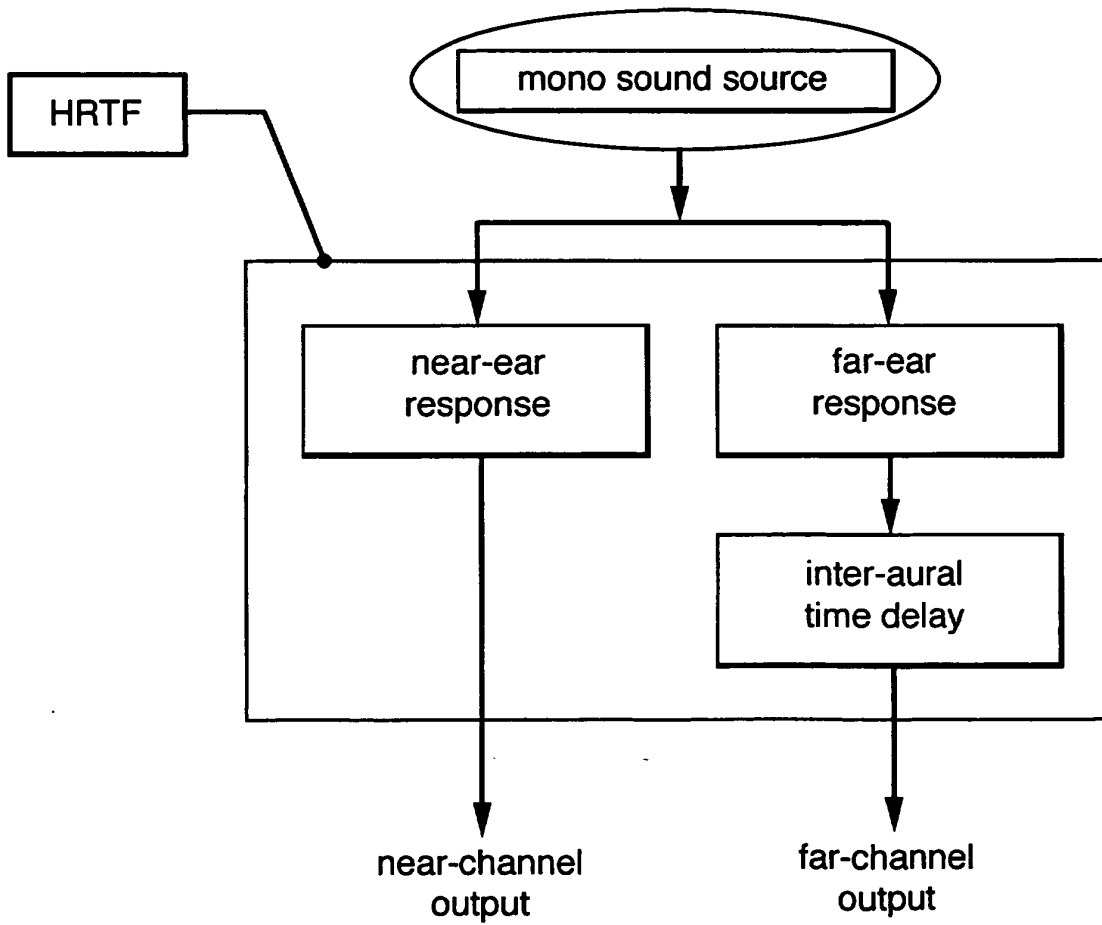 mono sound source
HRTF
near-ear
response
far-ear
response
inter-aural
time delay
near-channel
output
far-channel
output